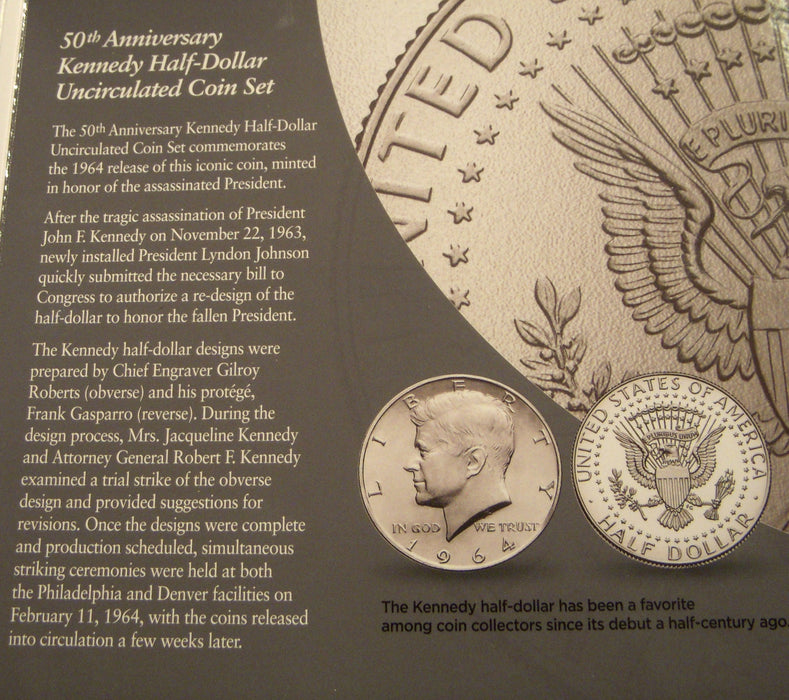 50th Anniversary
Kennedy Half-Dollar
Uncirculated Coin Set
The 50th Anniversary Kennedy Half-Dollar
Uncirculated Coin Set commemorates
the 1964 release of this iconic coin, minted
in honor of the assassinated President.
After the tragic assassination of President
John F. Kennedy on November 22, 1963,
newly installed President Lyndon Johnson
quickly submitted the necessary bill to
Congress to authorize a re-design of the
half-dollar to honor the fallen President.
The Kennedy half-dollar designs were
prepared by Chief Engraver Gilroy
Roberts (obverse) and his protégé,
Frank Gasparro (reverse). During the
design process, Mrs. Jacqueline Kennedy
and Attorney General Robert F. Kennedy
examined a trial strike of the obverse
design and provided suggestions for
revisions. Once the designs were complete
and production scheduled, simultaneous
striking ceremonies were held at both
the Philadelphia and Denver facilities on
February 11, 1964, with the coins released
into circulation a few weeks later.
NITED
E PLURI
LIBERTY
IN GOD WE TRUST
1964
UNITED STATES OF AMERICA
E PLURIBUS UNUM
HALF DOLLAR
The Kennedy half-dollar has been a favorite
among coin collectors since its debut a half-century ago.